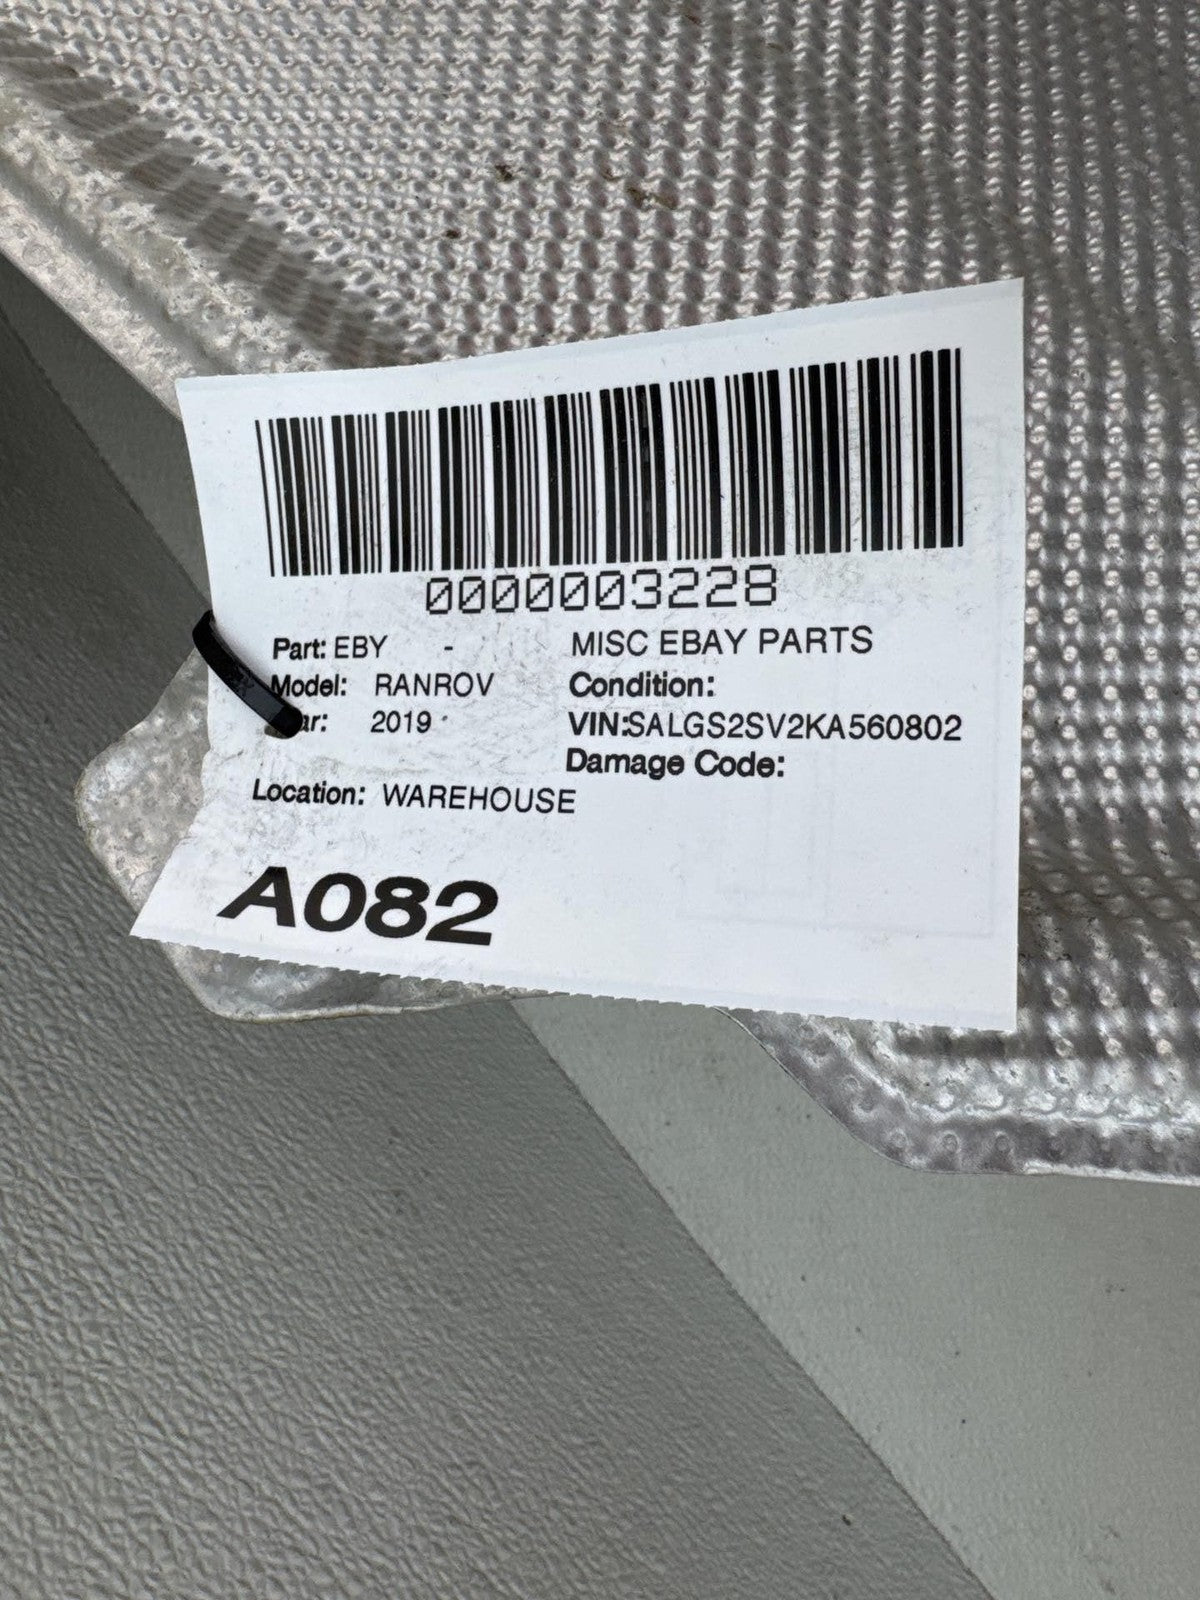 0000003228
Part: EBY - MISC EBAY PARTS
Model: RANROV Condition:
ar: 2019 VIN:SALGS2SV2KA560802
Damage Code:
Location: WAREHOUSE
A082